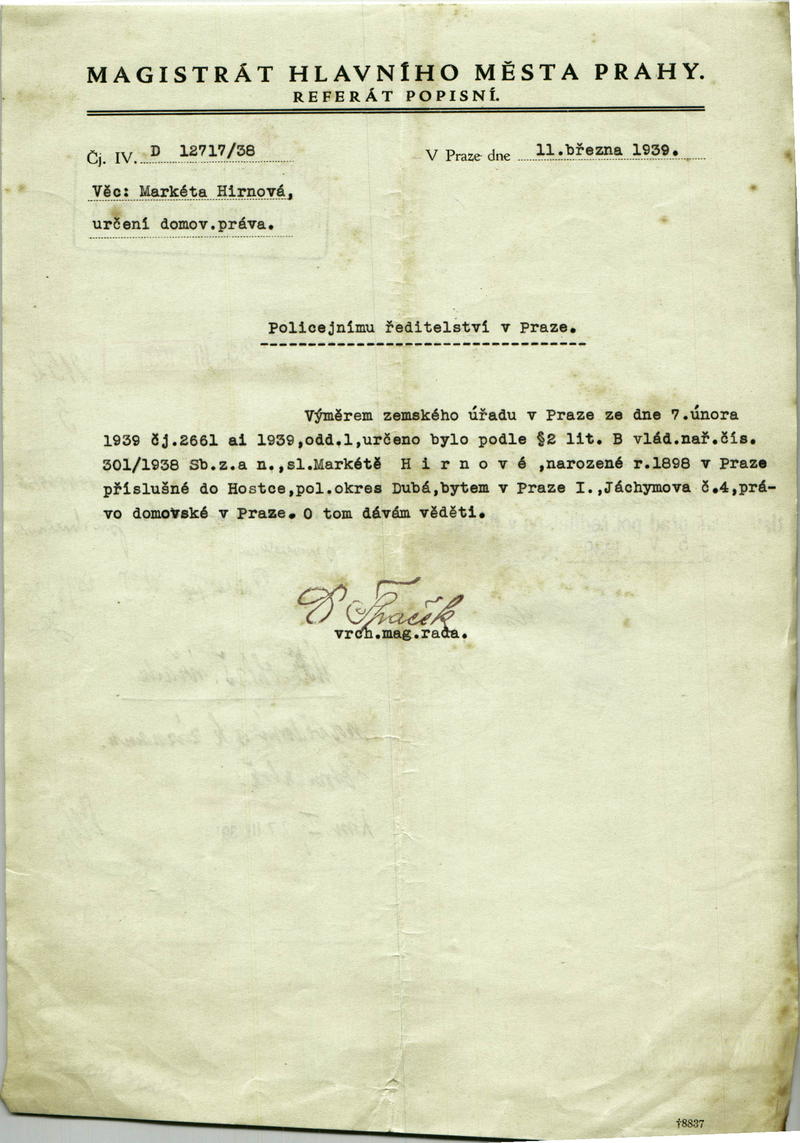 MAGISTRÁT HLAVNÍHO MĚSTA PRAHY.
REFERÁT POPISNÍ.
Čj. IV. D 12717/38
V Praze dne 11.března 1939.
Věc: Markéta Hirnová,
určení domov.práva.
Policejnímu ředitelství v Praze.
Výměrem zemského úřadu v Praze ze dne 7.února
1939 čj.2661 ai 1939,odd.1,určeno bylo podle §2 lit. B vlád.nař.čís.
301/1938 Sb.z.a n.,sl.Markétě H i r n o v é ,narozené r.1898 v Praze
příslušné do Hostce,pol.okres Dubá,bytem v Praze I.,Jáchymova č.4,prá-
vo domovské v Praze. O tom dávám věděti.
vrch.mag.rada.
†8837